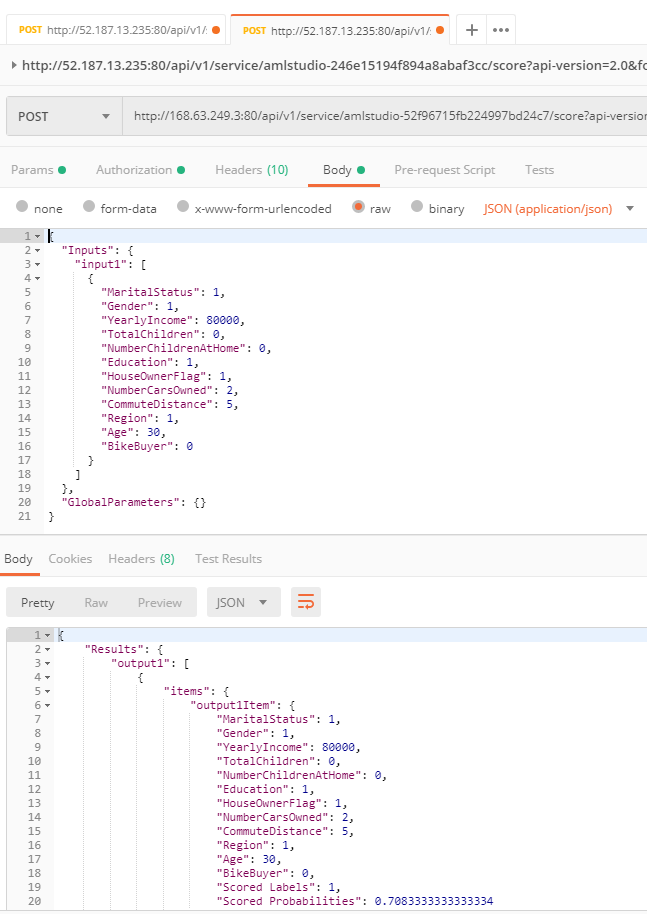 POST http://52.187.13.235:80/api/v1/: POST http://52.187.13.235:80/api/v1/: + •••
http://52.187.13.235:80/api/v1/service/amlstudio-246e15194f894a8abaf3cc/score?api-version=2.0&fo
POST http://168.63.249.3:80/api/v1/service/amlstudio-52f96715fb224997bd24c7/score?api-version
Params Authorization Headers (10) Body Pre-request Script Tests
none form-data x-www-form-urlencoded raw binary JSON (application/json)
1 {
2 "Inputs": {
3 "input1": [
4 {
5 "MaritalStatus": 1,
6 "Gender": 1,
7 "YearlyIncome": 80000,
8 "TotalChildren": 0,
9 "NumberChildrenAtHome": 0,
10 "Education": 1,
11 "HouseOwnerFlag": 1,
12 "NumberCarsOwned": 2,
13 "CommuteDistance": 5,
14 "Region": 1,
15 "Age": 30,
16 "BikeBuyer": 0
17 }
18 ]
19 },
20 "GlobalParameters": {}
21 }
Body Cookies Headers (8) Test Results
Pretty Raw Preview JSON
1 {
2 "Results": {
3 "output1": [
4 {
5 "items": {
6 "output1Item": {
7 "MaritalStatus": 1,
8 "Gender": 1,
9 "YearlyIncome": 80000,
10 "TotalChildren": 0,
11 "NumberChildrenAtHome": 0,
12 "Education": 1,
13 "HouseOwnerFlag": 1,
14 "NumberCarsOwned": 2,
15 "CommuteDistance": 5,
16 "Region": 1,
17 "Age": 30,
18 "BikeBuyer": 0,
19 "Scored Labels": 1,
20 "Scored Probabilities": 0.7083333333333334